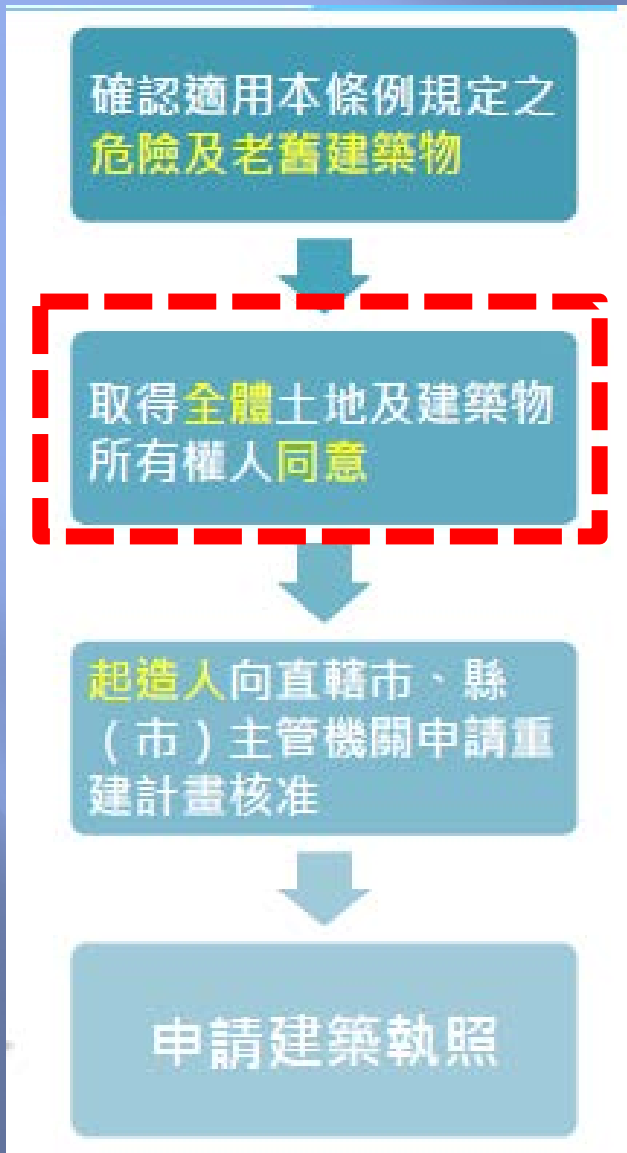 確認適用本條例規定之
危險及老舊建築物
取得全體土地及建築物
所有權人同意
起造人向直轄市、縣
（市）主管機關申請重
建計畫核准
申請建築執照